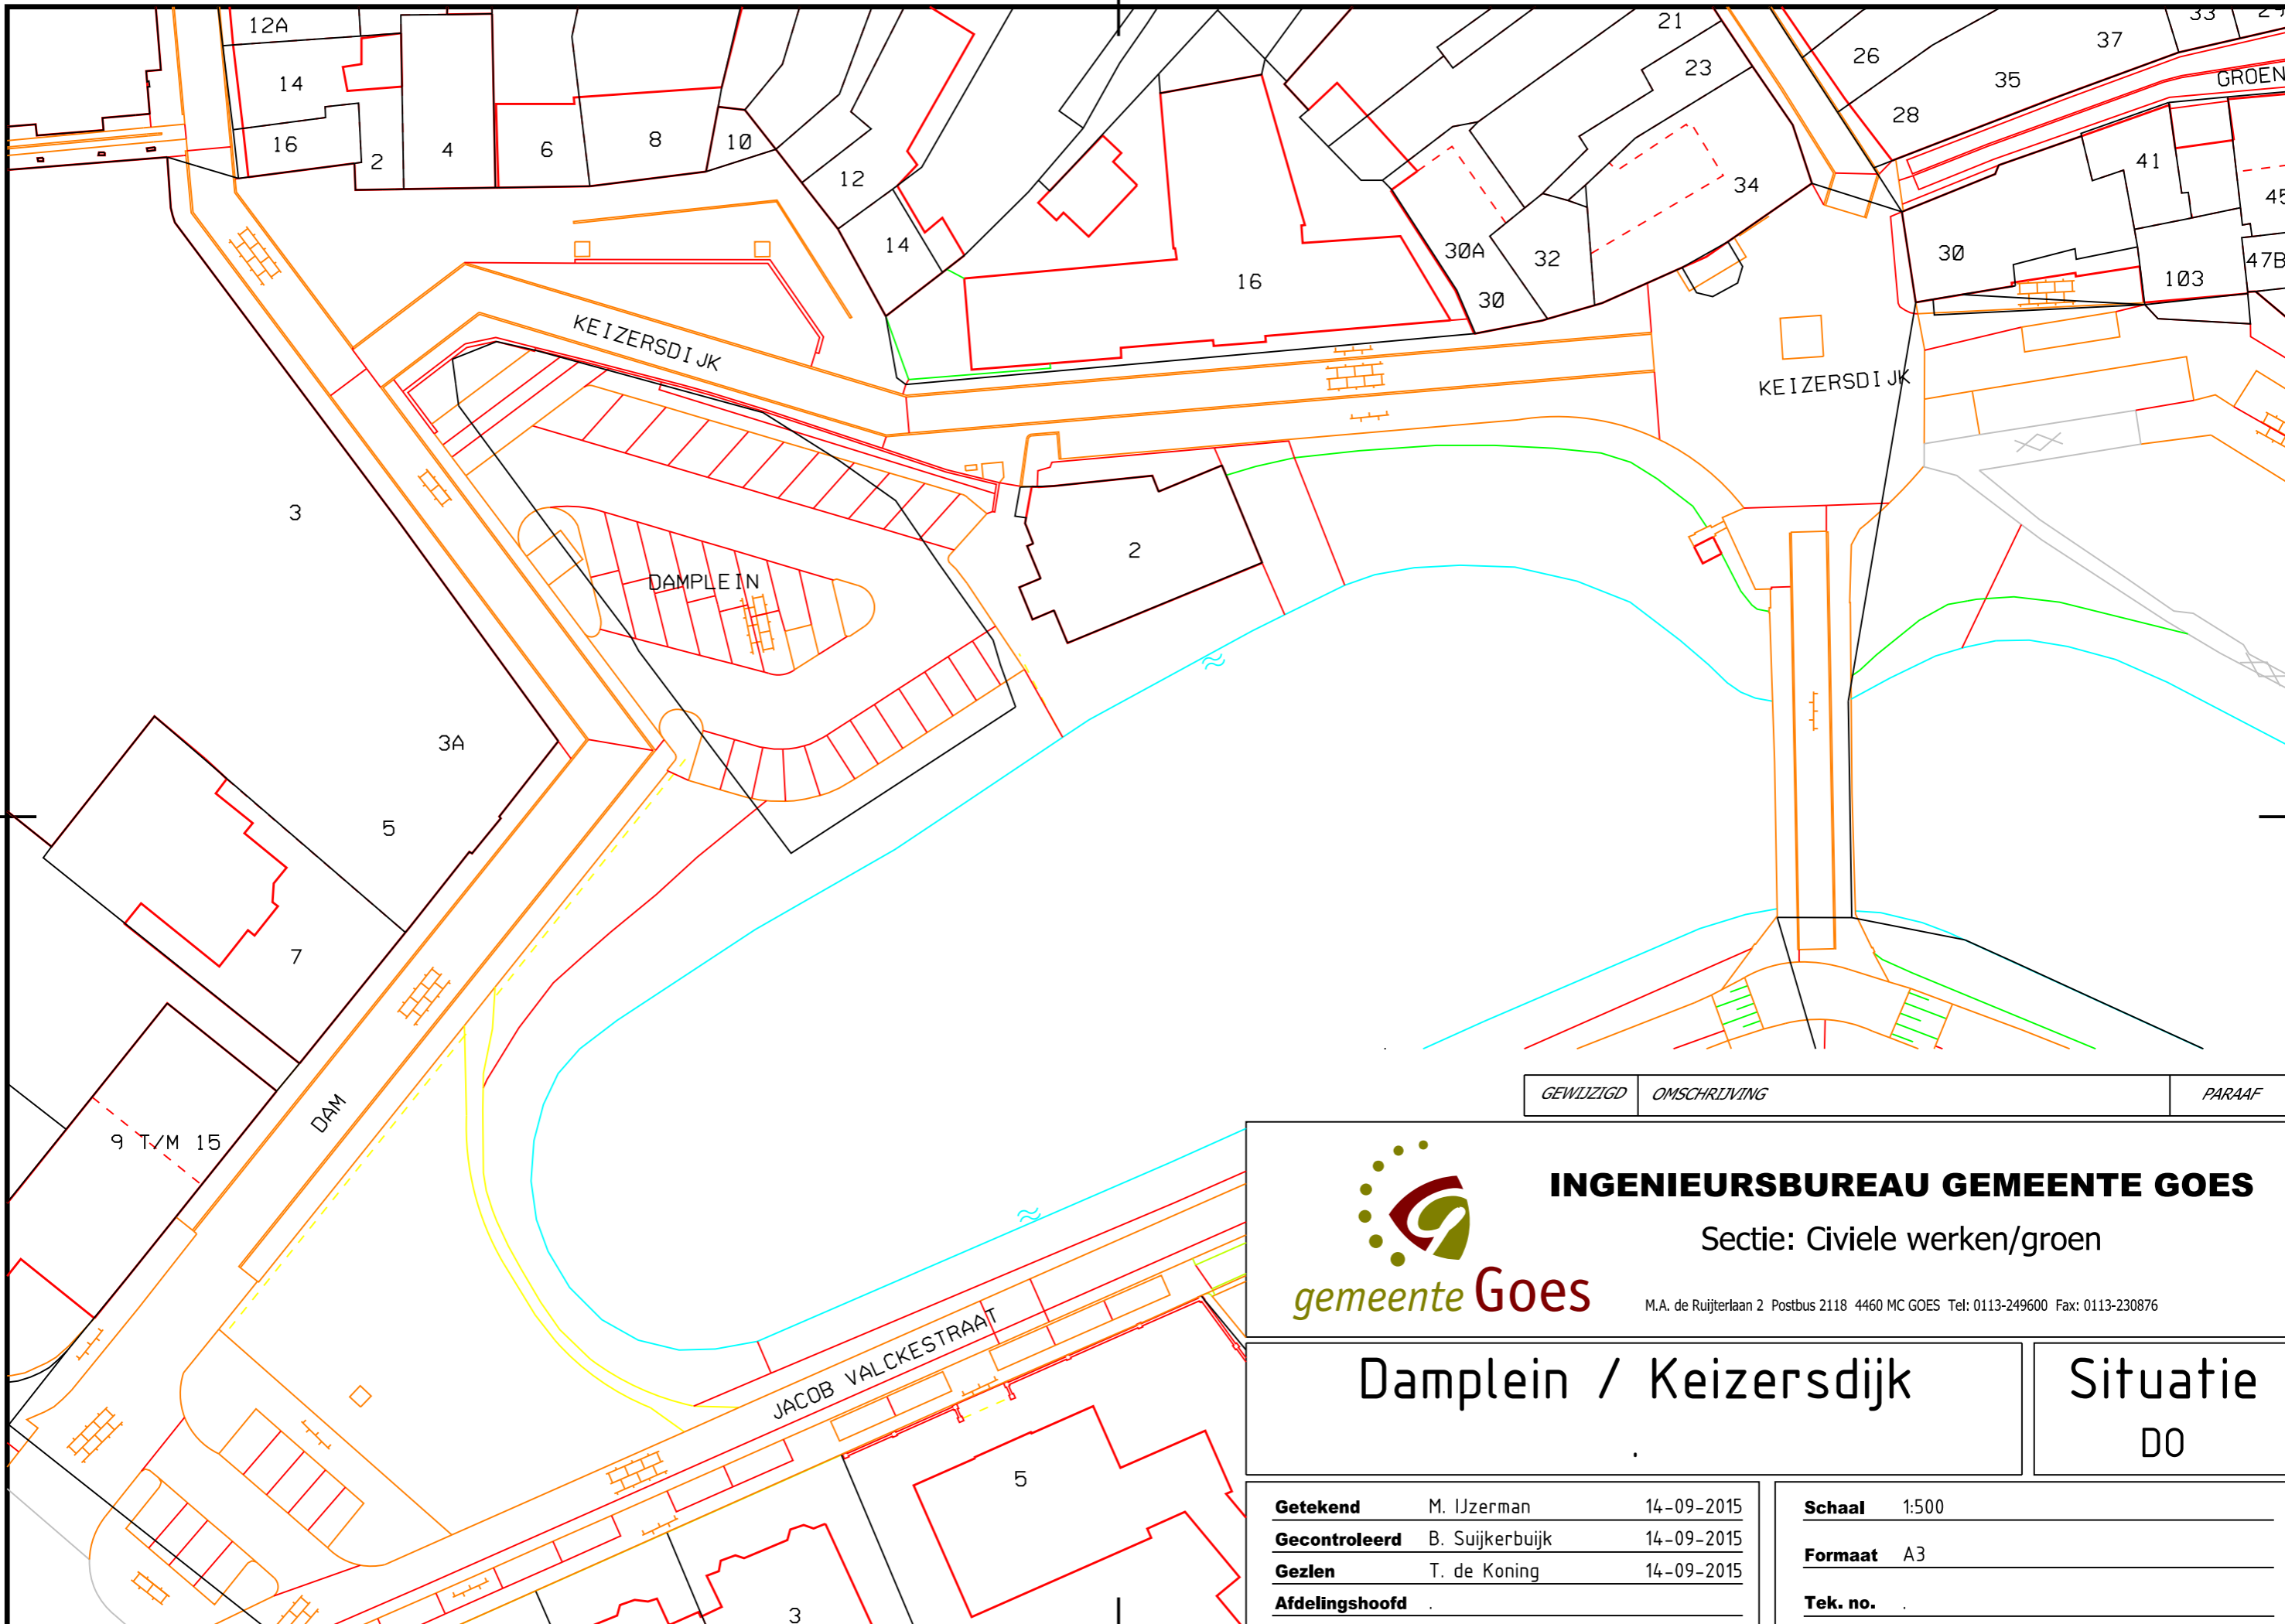 12A
14
16
2
4
6
8
10
12
14
16
21
23
34
30A
32
30
26
28
35
37
33
GROEN
41
45
30
103
47B
KEIZERSDIJK
KEIZERSDIJK
3
2
DAMPLEIN
3A
5
7
9 T/M 15
DAM
JACOB VALCKESTRAAT
5
3
GEWIJZIGD OMSCHRIJVING PARAAF
INGENIEURSBUREAU GEMEENTE GOES
Sectie: Civiele werken/groen
gemeente Goes
M.A. de Ruijterlaan 2 Postbus 2118 4460 MC GOES Tel: 0113-249600 Fax: 0113-230876
Damplein / Keizersdijk
.
Situatie
DO
Getekend M. IJzerman 14-09-2015
Gecontroleerd B. Suijkerbuijk 14-09-2015
Gezien T. de Koning 14-09-2015
Afdelingshoofd .
Schaal 1:500
Formaat A3
Tek. no. .